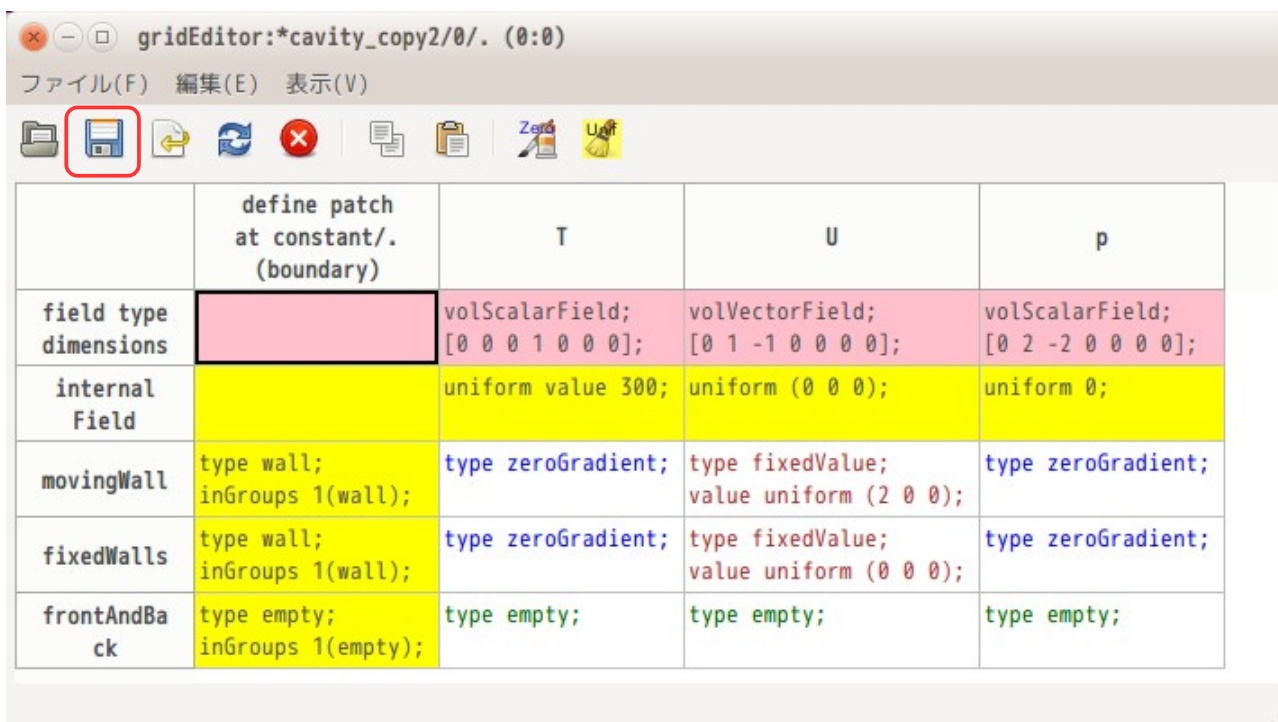 gridEditor:*cavity_copy2/0/. (0:0)
ファイル(F) 編集(E) 表示(V)
Zero Unif
define patch
at constant/.
(boundary)
T
U
p
field type
dimensions
volScalarField;
[0 0 0 1 0 0 0];
volVectorField;
[0 1 -1 0 0 0 0];
volScalarField;
[0 2 -2 0 0 0 0];
internal
Field
uniform value 300;
uniform (0 0 0);
uniform 0;
movingWall
type wall;
inGroups 1(wall);
type zeroGradient;
type fixedValue;
value uniform (2 0 0);
type zeroGradient;
fixedWalls
type wall;
inGroups 1(wall);
type zeroGradient;
type fixedValue;
value uniform (0 0 0);
type zeroGradient;
frontAndBa
ck
type empty;
inGroups 1(empty);
type empty;
type empty;
type empty;